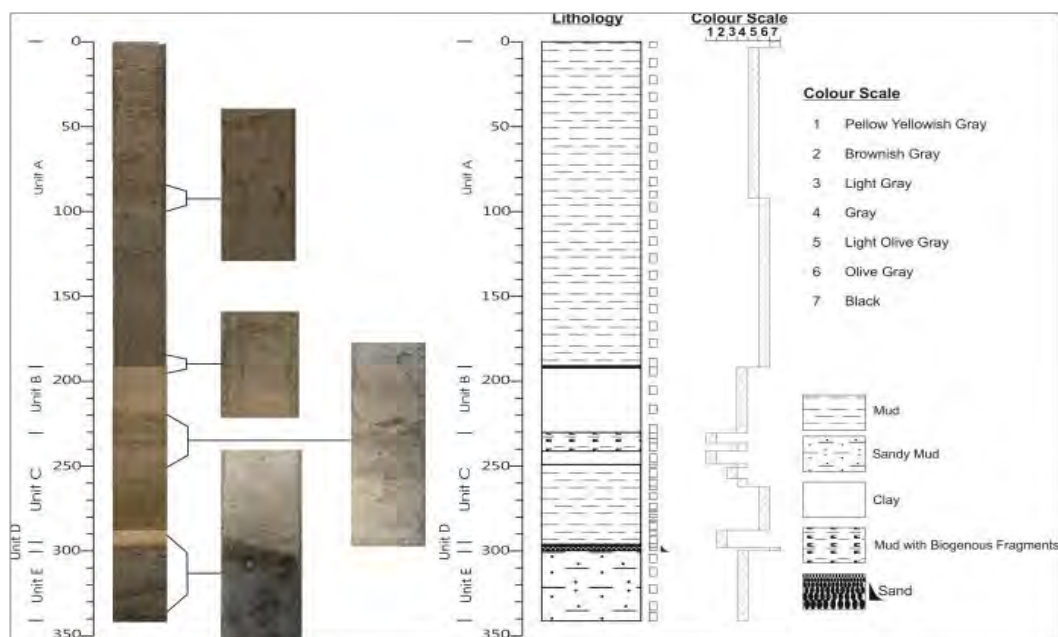 Lithology
Colour Scale
1 2 3 4 5 6 7
0
50
100
150
200
250
300
350
Unit A
Unit B
Unit C
Unit D
Unit E
0
50
100
150
200
250
300
350
Unit A
Unit B
Unit C
Unit D
Unit E
Colour Scale
1 Pellow Yellowish Gray
2 Brownish Gray
3 Light Gray
4 Gray
5 Light Olive Gray
6 Olive Gray
7 Black
Mud
Sandy Mud
Clay
Mud with Biogenous Fragments
Sand